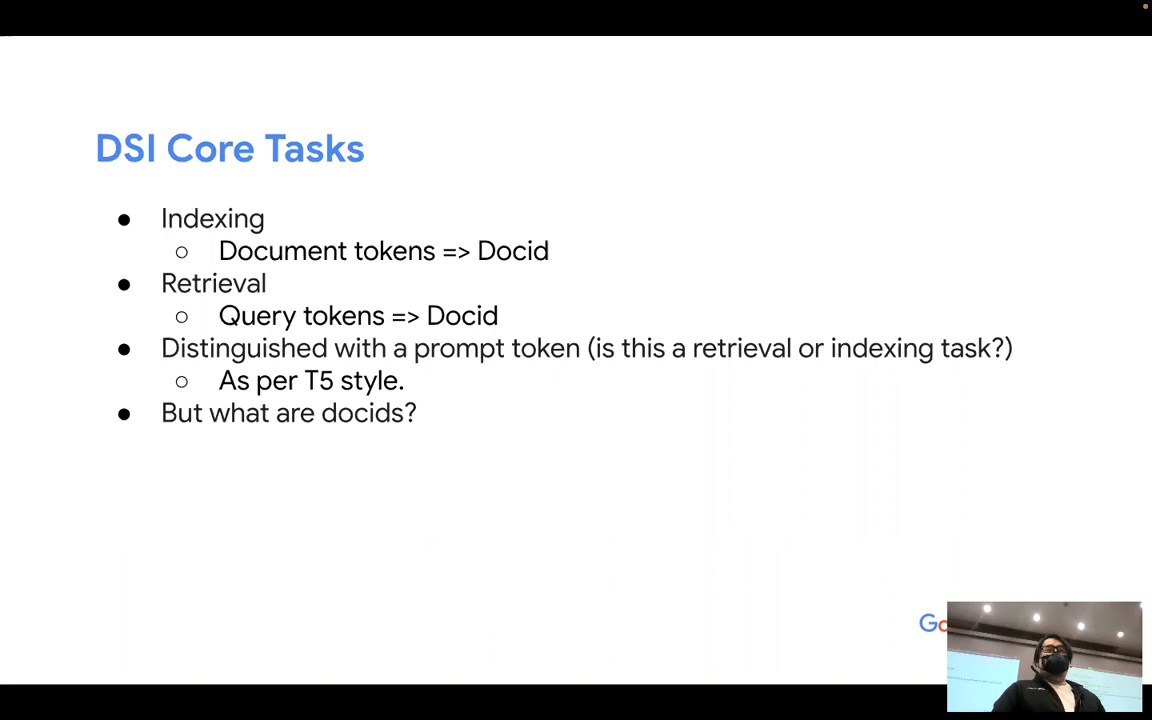 DSI Core Tasks
● Indexing
○ Document tokens => Docid
● Retrieval
○ Query tokens => Docid
● Distinguished with a prompt token (is this a retrieval or indexing task?)
○ As per T5 style.
● But what are docids?
Go